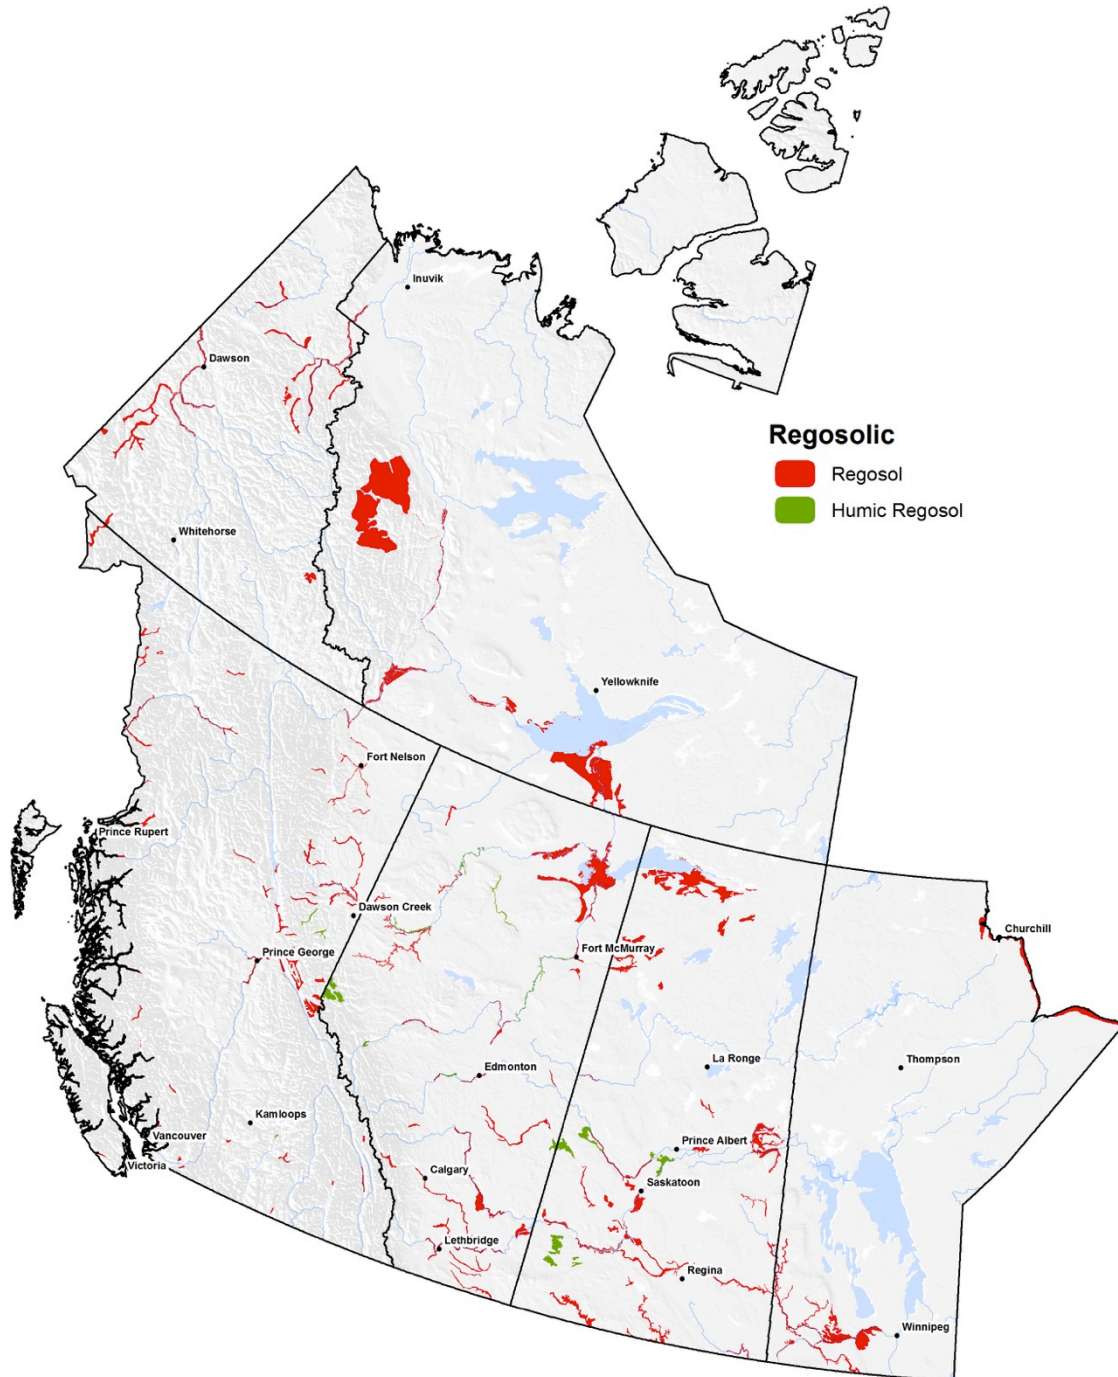 Inuvik
Dawson
Regosolic
Regosol
Humic Regosol
Whitehorse
Yellowknife
Fort Nelson
Prince Rupert
Dawson Creek
Churchill
Prince George
Fort McMurray
La Ronge
Thompson
Edmonton
Kamloops
Vancouver
Prince Albert
Victoria
Calgary
Saskatoon
Lethbridge
Regina
Winnipeg